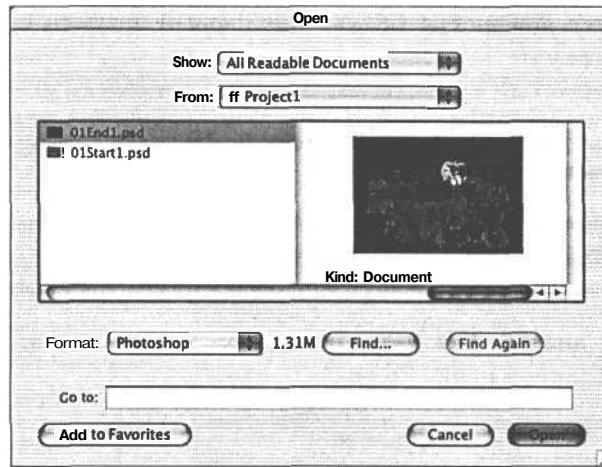 Open
Show: All Readable Documents
From: ff Project1
01End1.psd
! 01Start1.psd
Kind: Document
Format: Photoshop 1.31M Find... Find Again
Go to:
Add to Favorites Cancel Open